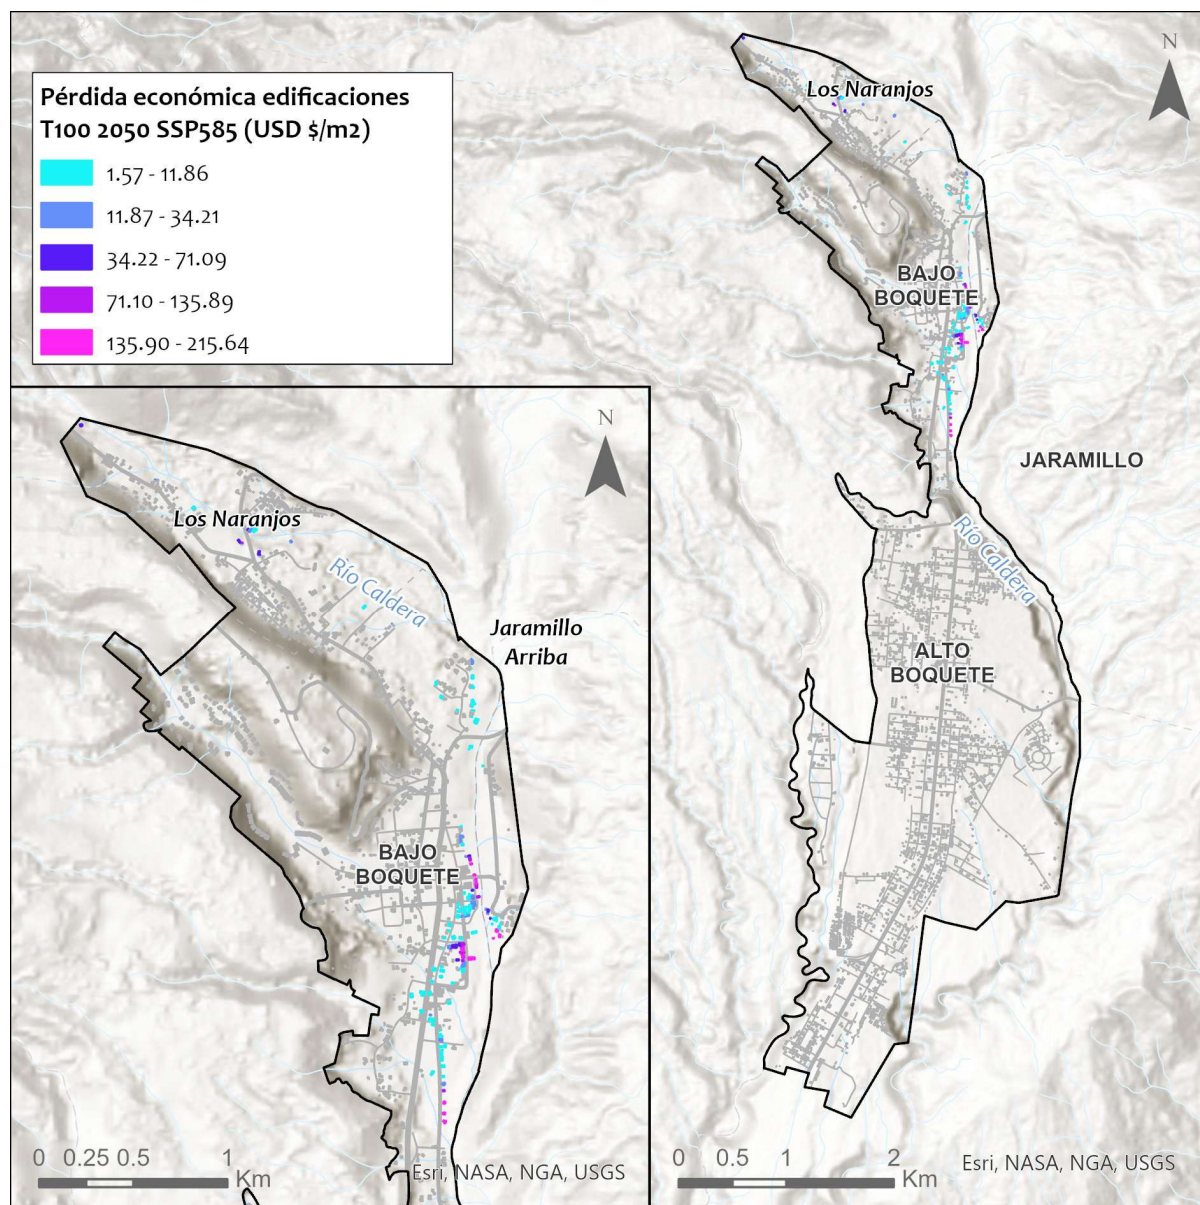 Pérdida económica edificaciones
T100 2050 SSP585 (USD $/m2)
1.57 - 11.86
11.87 - 34.21
34.22 - 71.09
71.10 - 135.89
135.90 - 215.64
N
Los Naranjos
BAJO
BOQUETE
JARAMILLO
Río Caldera
ALTO
BOQUETE
0 0.5 1 2
Km
Esri, NASA, NGA, USGS
N
Los Naranjos
Río Caldera
Jaramillo
Arriba
BAJO
BOQUETE
0 0.25 0.5 1
Km
Esri, NASA, NGA, USGS